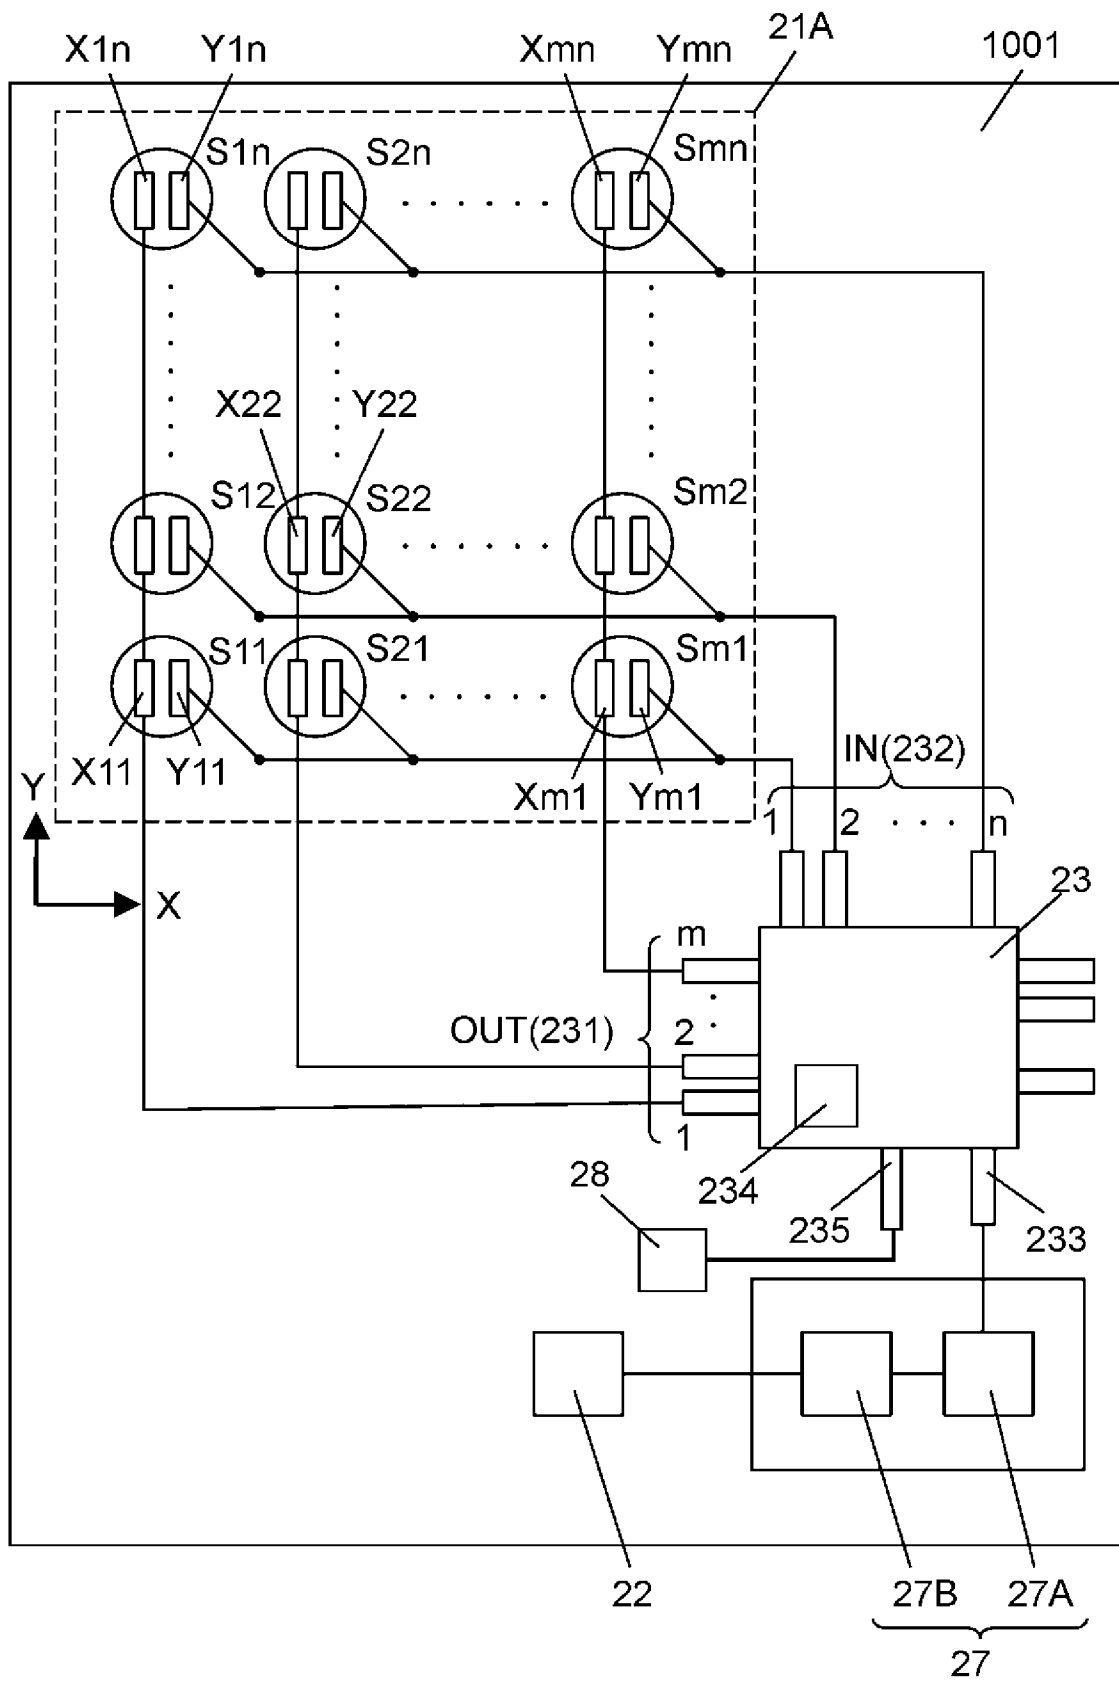 21A
1001
X1n Y1n Xmn Ymn
S1n S2n Smn
X22 Y22
S12 S22 Sm2
S11 S21 Sm1
X11 Y11 Xm1 Ym1
IN(232)
Y
1 2 · · · n
X
23
m
OUT(231) 2
1
28 234 235 233
22 27B 27A
27